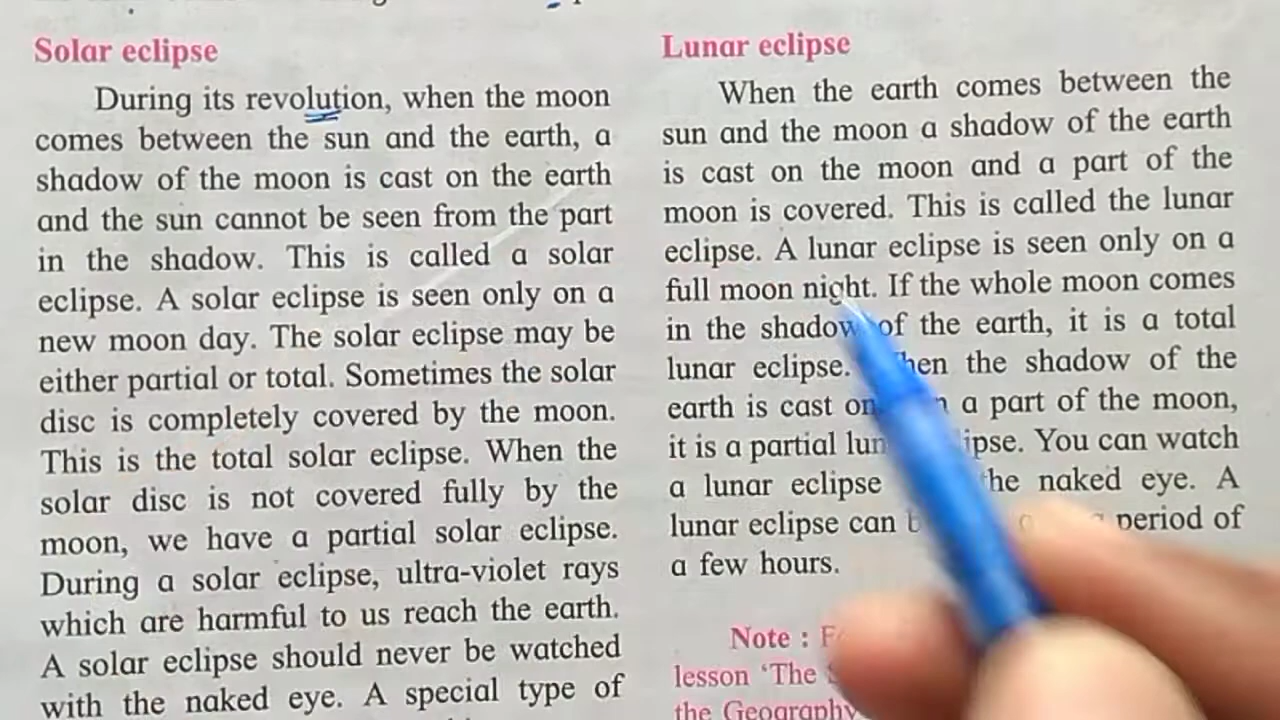 Solar eclipse
During its revolution, when the moon
comes between the sun and the earth, a
shadow of the moon is cast on the earth
and the sun cannot be seen from the part
in the shadow. This is called a solar
eclipse. A solar eclipse is seen only on a
new moon day. The solar eclipse may be
either partial or total. Sometimes the solar
disc is completely covered by the moon.
This is the total solar eclipse. When the
solar disc is not covered fully by the
moon, we have a partial solar eclipse.
During a solar eclipse, ultra-violet rays
which are harmful to us reach the earth.
A solar eclipse should never be watched
with the naked eye. A special type of
Lunar eclipse
When the earth comes between the
sun and the moon a shadow of the earth
is cast on the moon and a part of the
moon is covered. This is called the lunar
eclipse. A lunar eclipse is seen only on a
full moon night. If the whole moon comes
in the shadow of the earth, it is a total
lunar eclipse. When the shadow of the
earth is cast on a part of the moon,
it is a partial lunar eclipse. You can watch
a lunar eclipse the naked eye. A
lunar eclipse can period of
a few hours.
Note :
lesson 'The
the Geography